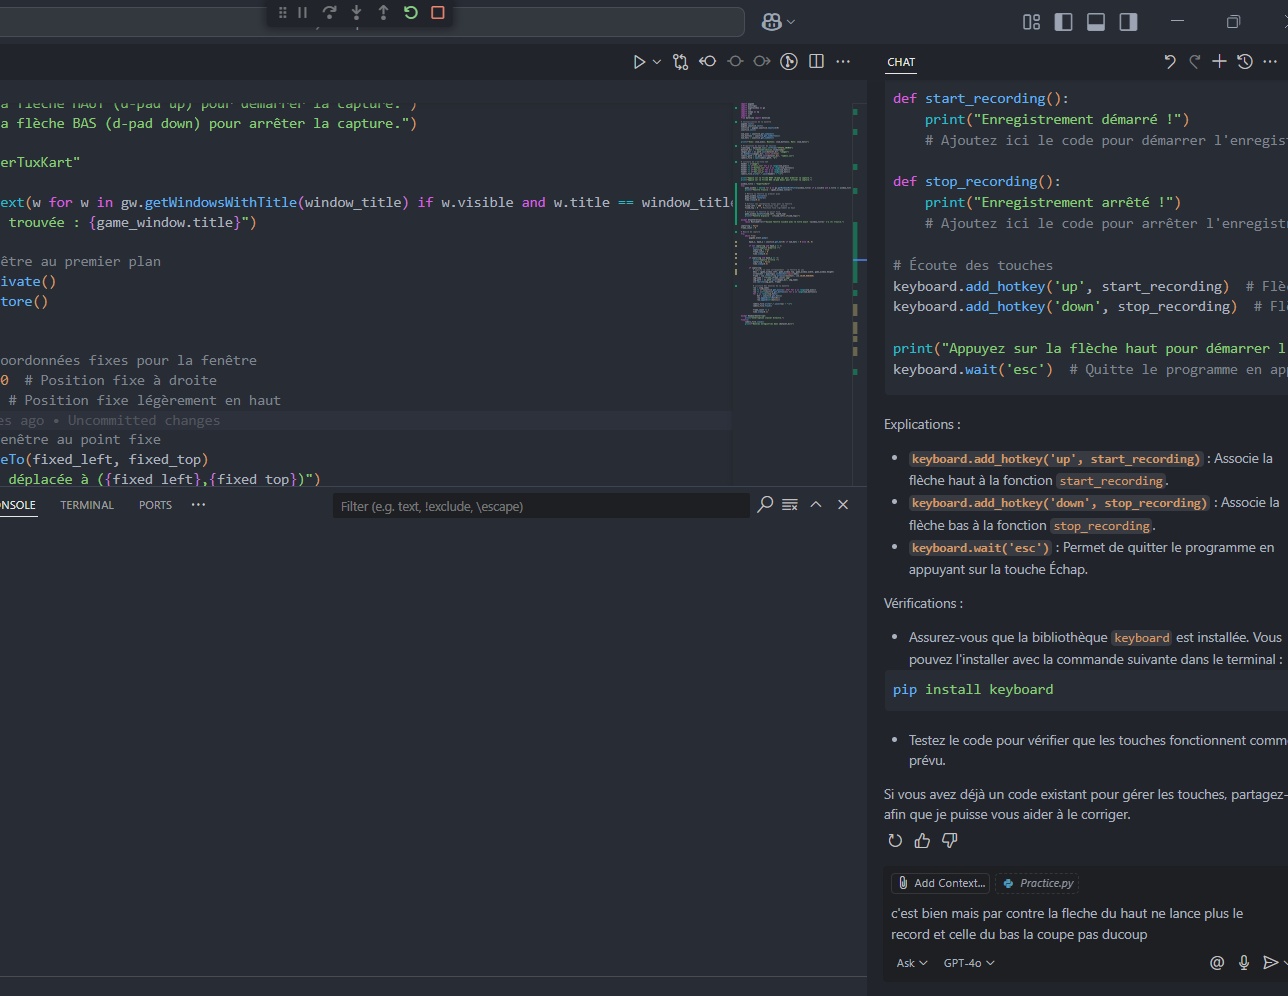 CHAT
a flèche HAUT (d-pad up) pour démarrer la capture.")
a flèche BAS (d-pad down) pour arrêter la capture.")
erTuxKart"
ext(w for w in gw.getWindowsWithTitle(window_title) if w.visible and w.title == window_title
trouvée : {game_window.title}")
être au premier plan
ivate()
tore()
oordonnées fixes pour la fenêtre
0  # Position fixe à droite
# Position fixe légèrement en haut
es ago • Uncommitted changes
enêtre au point fixe
eTo(fixed_left, fixed_top)
déplacée à ({fixed_left},{fixed_top})")
NSOLE
TERMINAL
PORTS
Filter (e.g. text, !exclude, \escape)
def start_recording():
print("Enregistrement démarré !")
# Ajoutez ici le code pour démarrer l'enregist
def stop_recording():
print("Enregistrement arrêté !")
# Ajoutez ici le code pour arrêter l'enregistr
# Écoute des touches
keyboard.add_hotkey('up', start_recording)  # Flè
keyboard.add_hotkey('down', stop_recording)  # Fl
print("Appuyez sur la flèche haut pour démarrer l
keyboard.wait('esc')  # Quitte le programme en ap
Explications :
• keyboard.add_hotkey('up', start_recording) : Associe la
flèche haut à la fonction start_recording.
• keyboard.add_hotkey('down', stop_recording) : Associe la
flèche bas à la fonction stop_recording.
• keyboard.wait('esc') : Permet de quitter le programme en
appuyant sur la touche Échap.
Vérifications :
• Assurez-vous que la bibliothèque keyboard est installée. Vous
pouvez l'installer avec la commande suivante dans le terminal :
pip install keyboard
• Testez le code pour vérifier que les touches fonctionnent comm
prévu.
Si vous avez déjà un code existant pour gérer les touches, partagez-
afin que je puisse vous aider à le corriger.
Add Context...
Practice.py
c'est bien mais par contre la fleche du haut ne lance plus le
record et celle du bas la coupe pas ducoup
Ask
GPT-4o